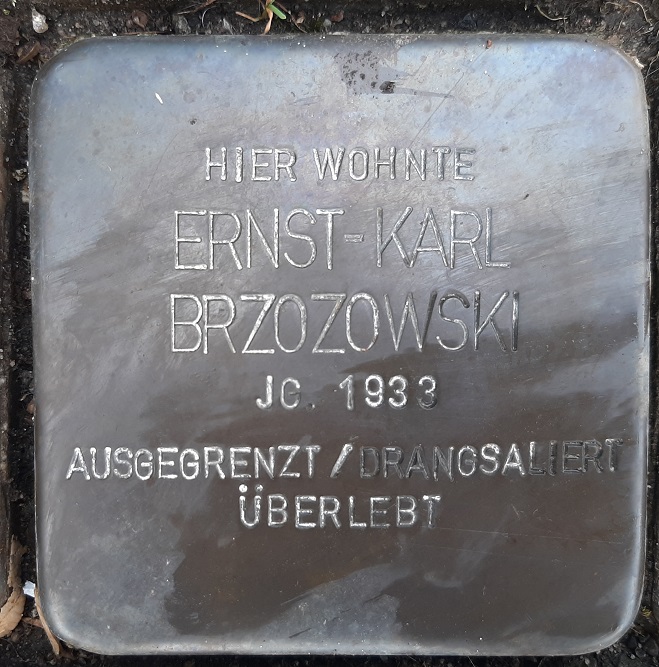 HIER WOHNTE
ERNST-KARL
BRZOZOWSKI
JG. 1933
AUSGEGRENZT / DRANGSALIERT
ÜBERLEBT